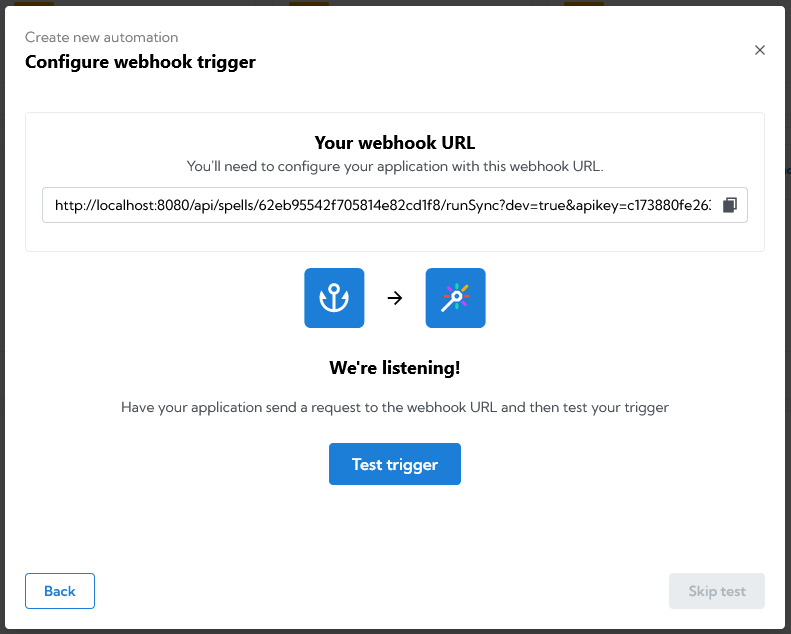 Create new automation
Configure webhook trigger
Your webhook URL
You'll need to configure your application with this webhook URL.
http://localhost:8080/api/spells/62eb95542f705814e82cd1f8/runSync?dev=true&apikey=c173880fe263
We're listening!
Have your application send a request to the webhook URL and then test your trigger
Test trigger
Back
Skip test